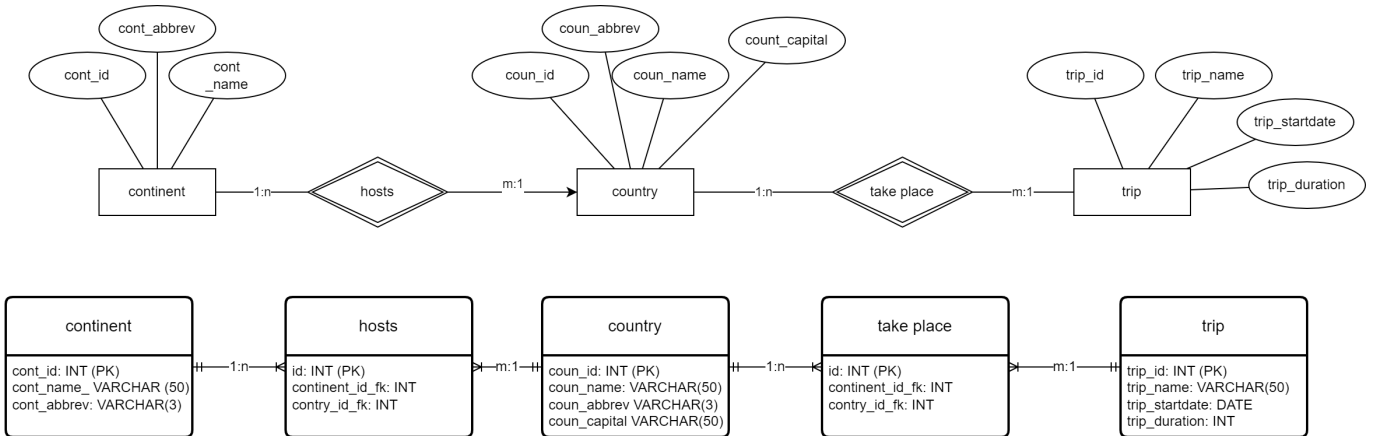 cont_abbrev
cont_id
cont
_name
coun_abbrev
count_capital
coun_id
coun_name
trip_id
trip_name
trip_startdate
trip_duration
continent
1:n
hosts
m:1
country
1:n
take place
m:1
trip
continent
cont_id: INT (PK)
cont_name_ VARCHAR (50)
cont_abbrev: VARCHAR(3)
1:n
hosts
id: INT (PK)
continent_id_fk: INT
contry_id_fk: INT
m:1
country
coun_id: INT (PK)
coun_name: VARCHAR(50)
coun_abbrev VARCHAR(3)
coun_capital VARCHAR(50)
1:n
take place
id: INT (PK)
continent_id_fk: INT
contry_id_fk: INT
m:1
trip
trip_id: INT (PK)
trip_name: VARCHAR(50)
trip_startdate: DATE
trip_duration: INT